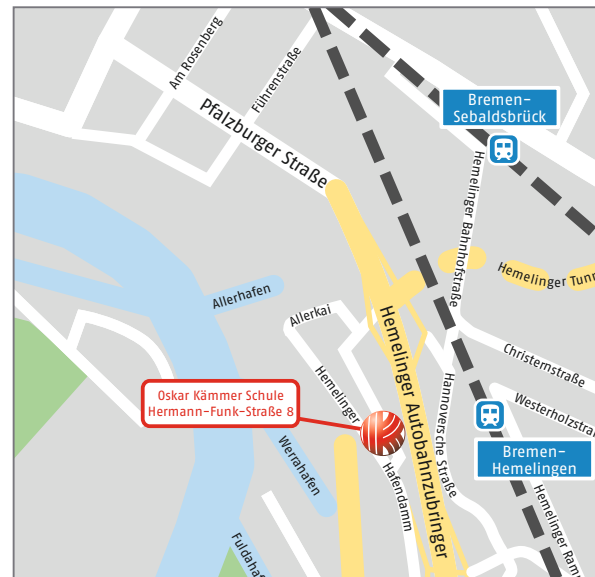 Am Rosenberg
Führenstraße
Pfalzburger Straße
Bremen-
Sebaldsbrück
Hemelinger Bahnhofstraße
Hemelinger Tunn
Allerhafen
Allerkai
Hemelinger Autobahnzubringer
Christernstraße
Oskar Kämmer Schule
Hermann-Funk-Straße 8
Hemelinger
Hafendamm
Hannoversche Straße
Westerholzstra
Bremen-
Hemelingen
Werrahafen
Hemelinger Ramp
Fuldaha